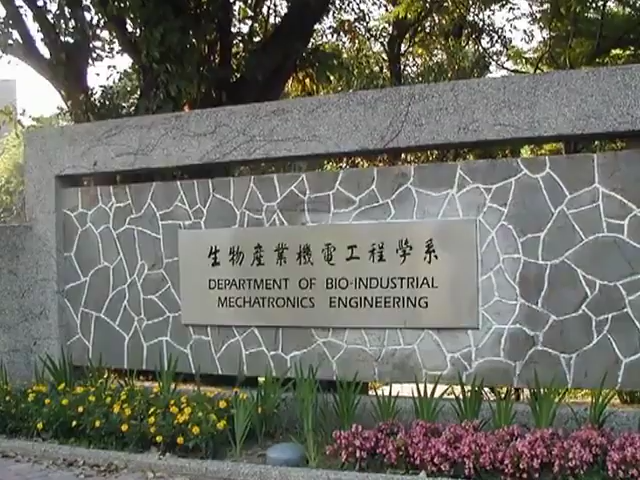 生物產業機電工程學系
DEPARTMENT OF BIO-INDUSTRIAL
MECHATRONICS ENGINEERING